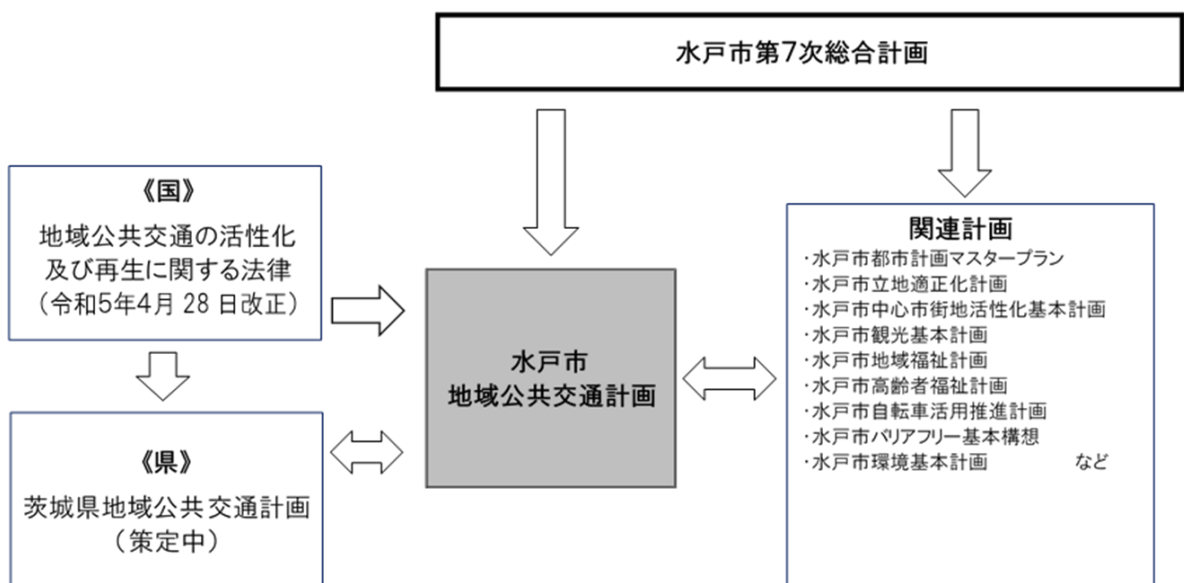 水戸市第7次総合計画
《国》
地域公共交通の活性化
及び再生に関する法律
（令和5年4月 28 日改正）
《県》
茨城県地域公共交通計画
（策定中）
水戸市
地域公共交通計画
関連計画
・水戸市都市計画マスタープラン
・水戸市立地適正化計画
・水戸市中心市街地活性化基本計画
・水戸市観光基本計画
・水戸市地域福祉計画
・水戸市高齢者福祉計画
・水戸市自転車活用推進計画
・水戸市バリアフリー基本構想
・水戸市環境基本計画 など